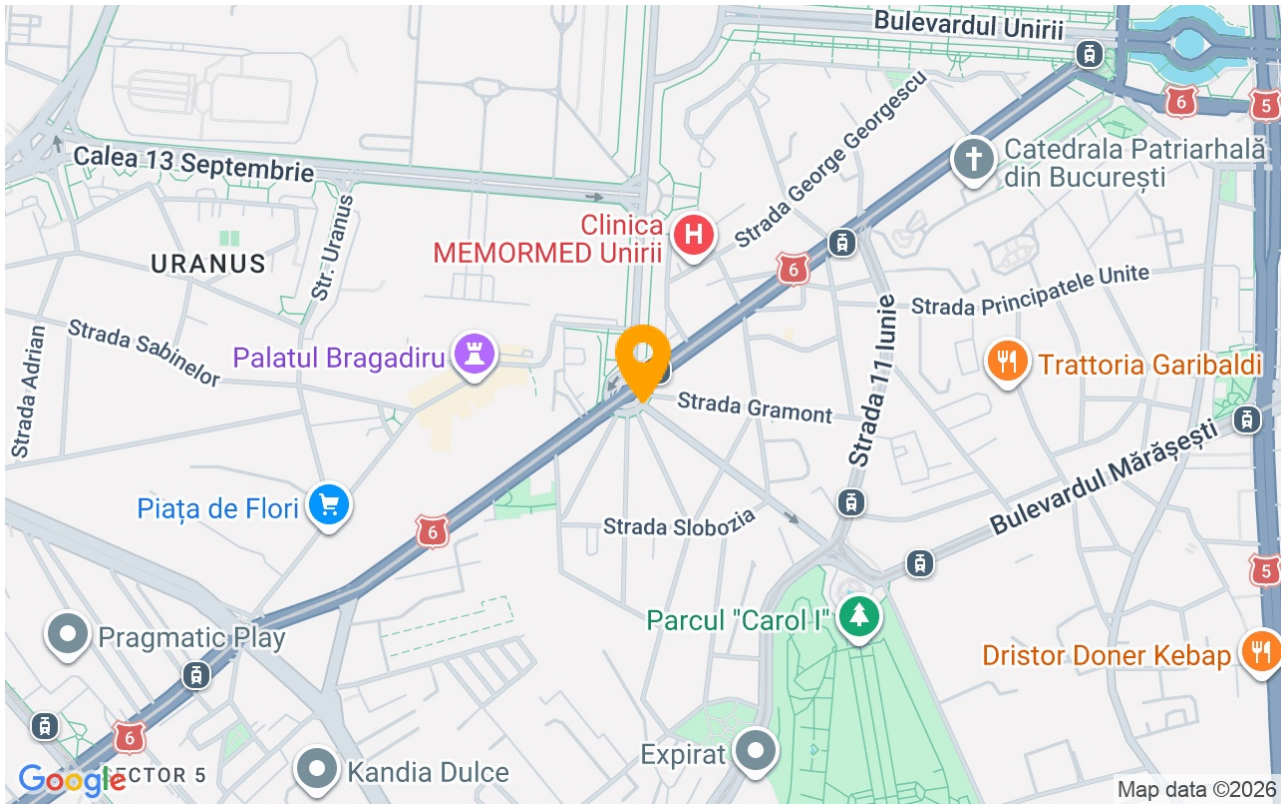 Bulevardul Unirii
6
5
Strada George Georgescu
Catedrala Patriarhală
din București
Calea 13 Septembrie
Clinica
MEMORMED Unirii
H
URANUS
Str. Uranus
6
Strada Principatele Unite
Strada Adrian
Strada Sabinelor
Palatul Bragadiru
Trattoria Garibaldi
Strada Gramont
Strada 11 Iunie
Bulevardul Mărășești
Piața de Flori
6
Strada Slobozia
5
Parcul "Carol I"
Pragmatic Play
Dristor Doner Kebap
6
Expirat
Kandia Dulce
Google
ECTOR 5
Map data ©2026